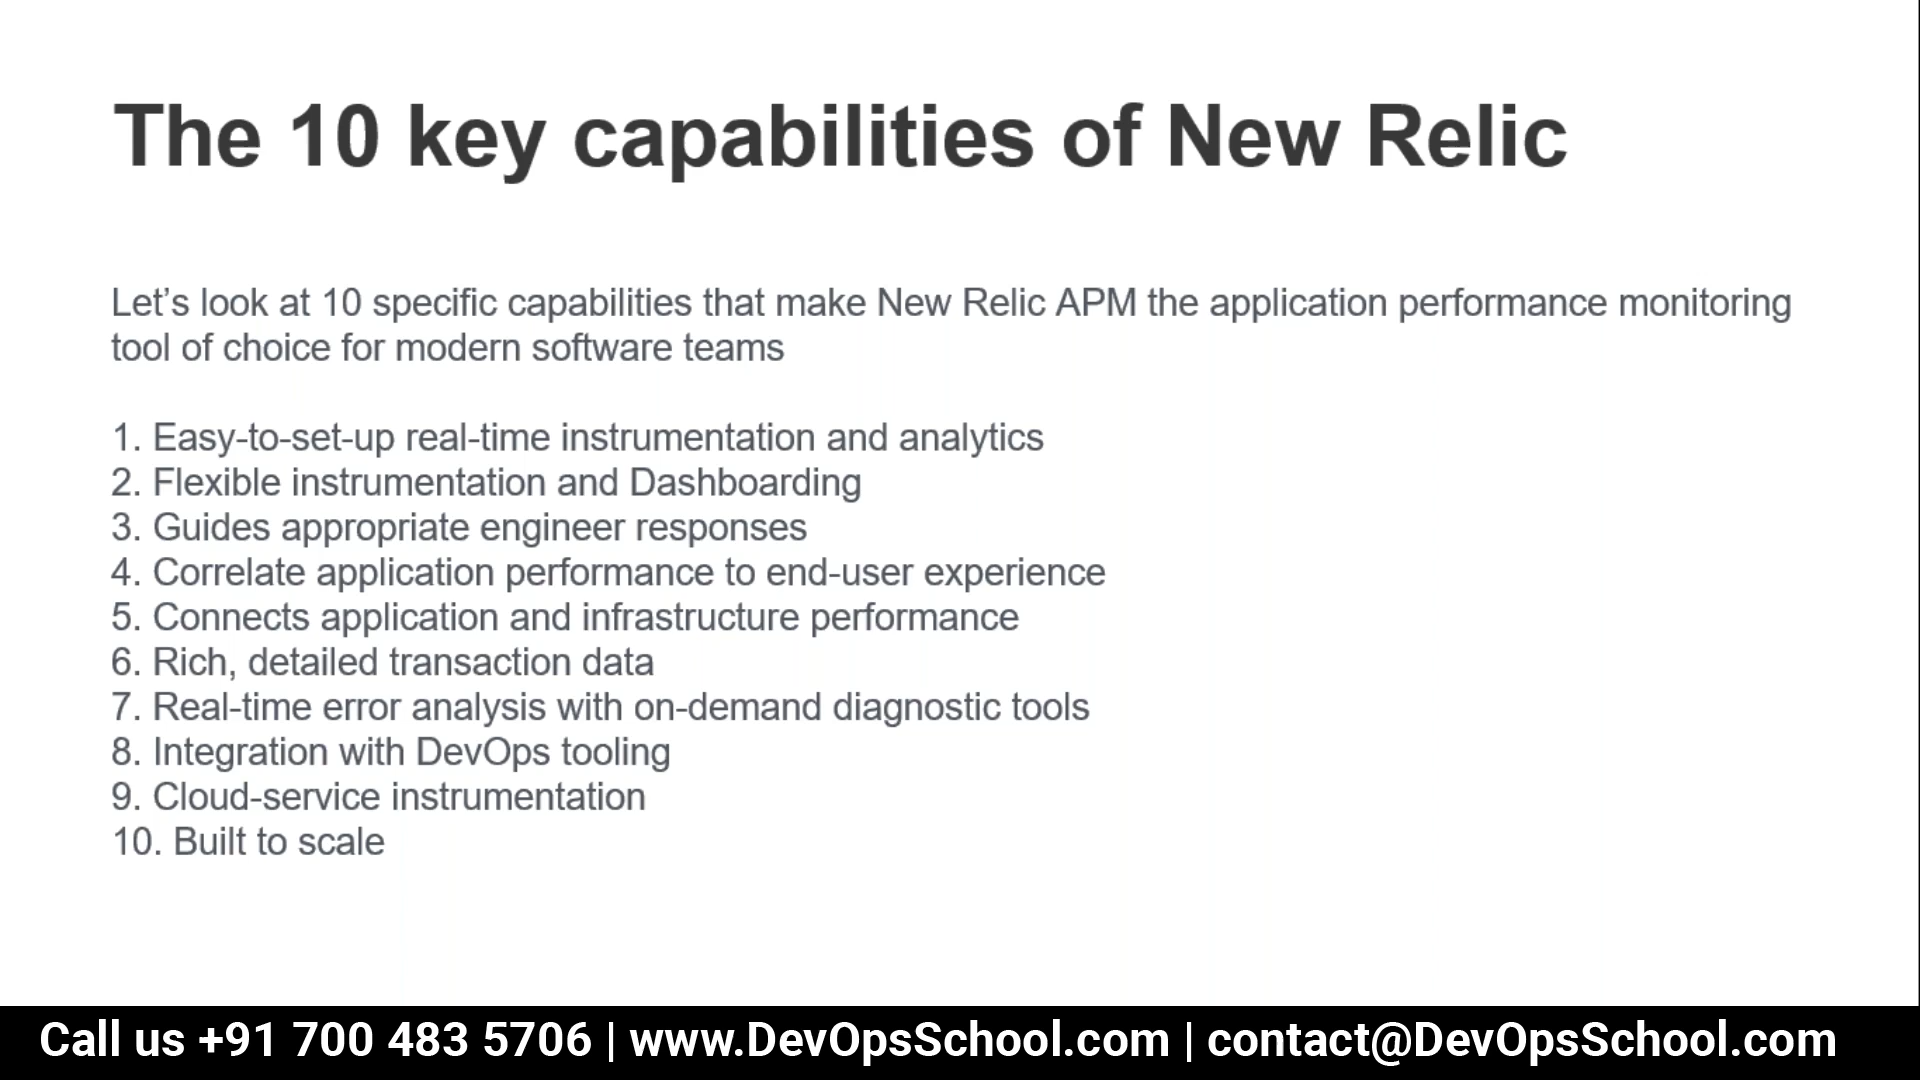 The 10 key capabilities of New Relic
Let’s look at 10 specific capabilities that make New Relic APM the application performance monitoring
tool of choice for modern software teams
1. Easy-to-set-up real-time instrumentation and analytics
2. Flexible instrumentation and Dashboarding
3. Guides appropriate engineer responses
4. Correlate application performance to end-user experience
5. Connects application and infrastructure performance
6. Rich, detailed transaction data
7. Real-time error analysis with on-demand diagnostic tools
8. Integration with DevOps tooling
9. Cloud-service instrumentation
10. Built to scale
Call us +91 700 483 5706 | www.DevOpsSchool.com | contact@DevOpsSchool.com